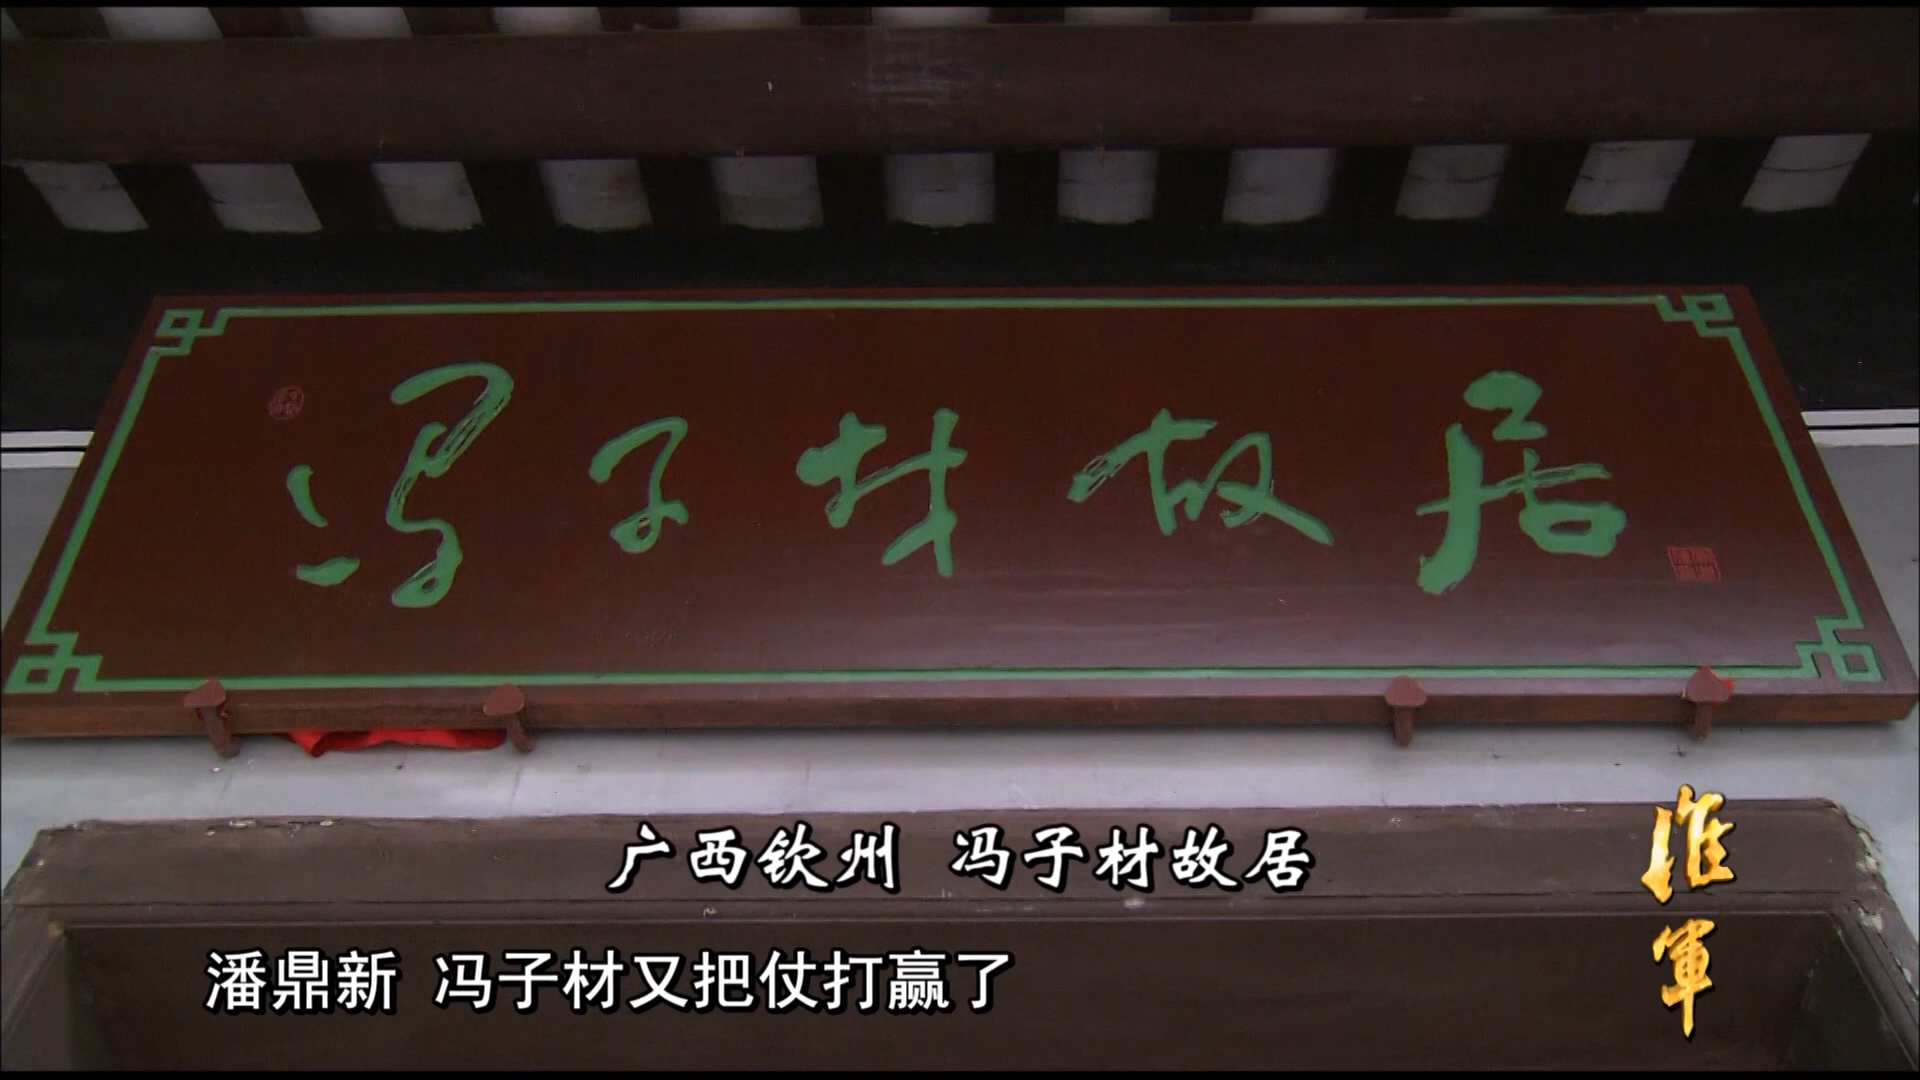 冯子材故居
广西钦州 冯子材故居
淮軍
潘鼎新 冯子材又把仗打赢了